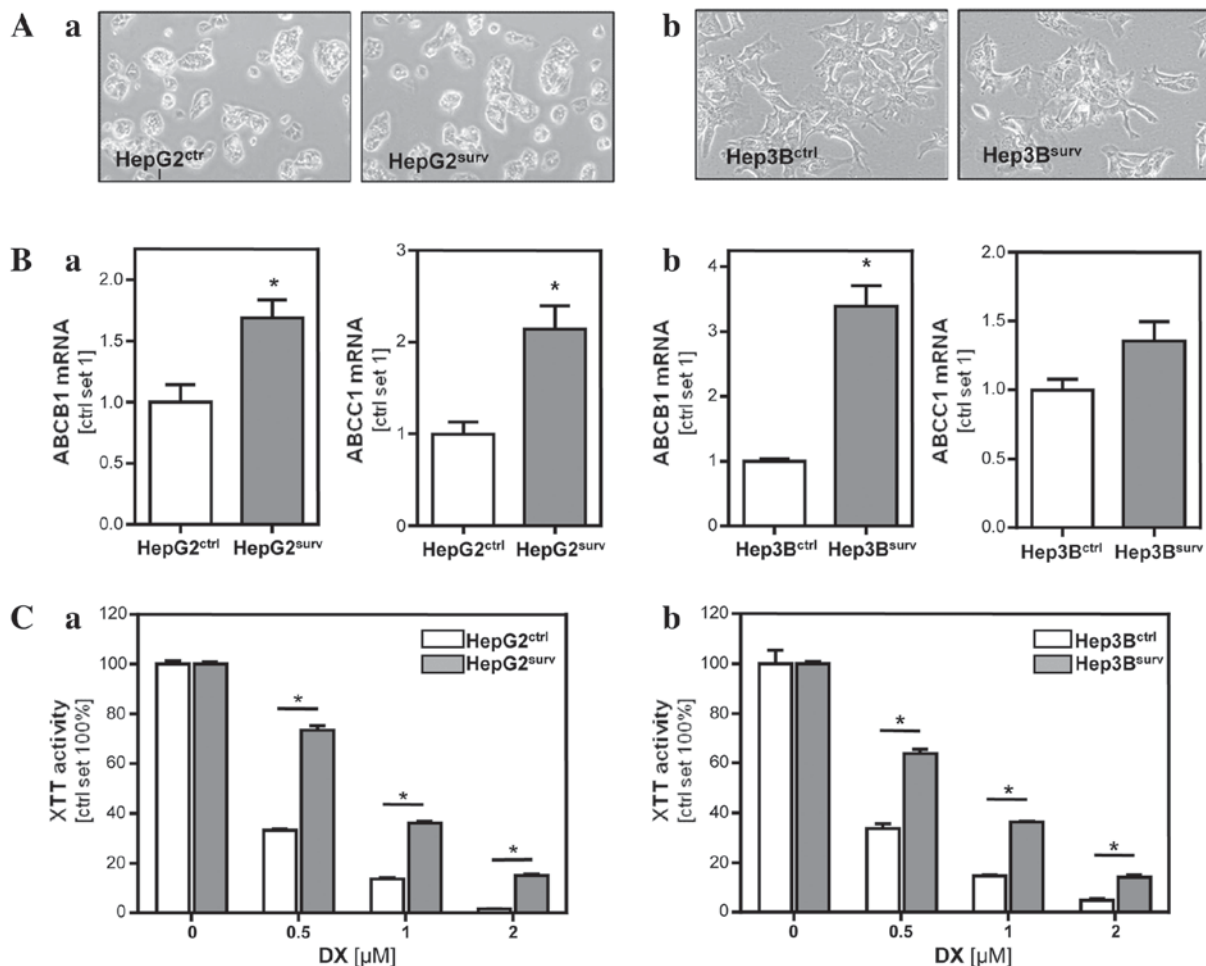 A a b
HepG2ctr
l
HepG2surv
Hep3Bctrl
Hep3Bsurv
B a
ABCB1 mRNA
[ctrl set 1]
2.0
1.5
1.0
0.5
0.0
*
HepG2ctrl HepG2surv
ABCC1 mRNA
[ctrl set 1]
3
2
1
0
*
HepG2ctrl HepG2surv
b
ABCB1 mRNA
[ctrl set 1]
4
3
2
1
0
*
Hep3Bctrl Hep3Bsurv
ABCC1 mRNA
[ctrl set 1]
2.0
1.5
1.0
0.5
0.0
Hep3Bctrl Hep3Bsurv
C a
XTT activity
[ctrl set 100%]
120
100
80
60
40
20
0
HepG2ctrl
HepG2surv
*
*
*
0 0.5 1 2
DX [µM]
b
XTT activity
[ctrl set 100%]
120
100
80
60
40
20
0
Hep3Bctrl
Hep3Bsurv
*
*
*
0 0.5 1 2
DX [µM]